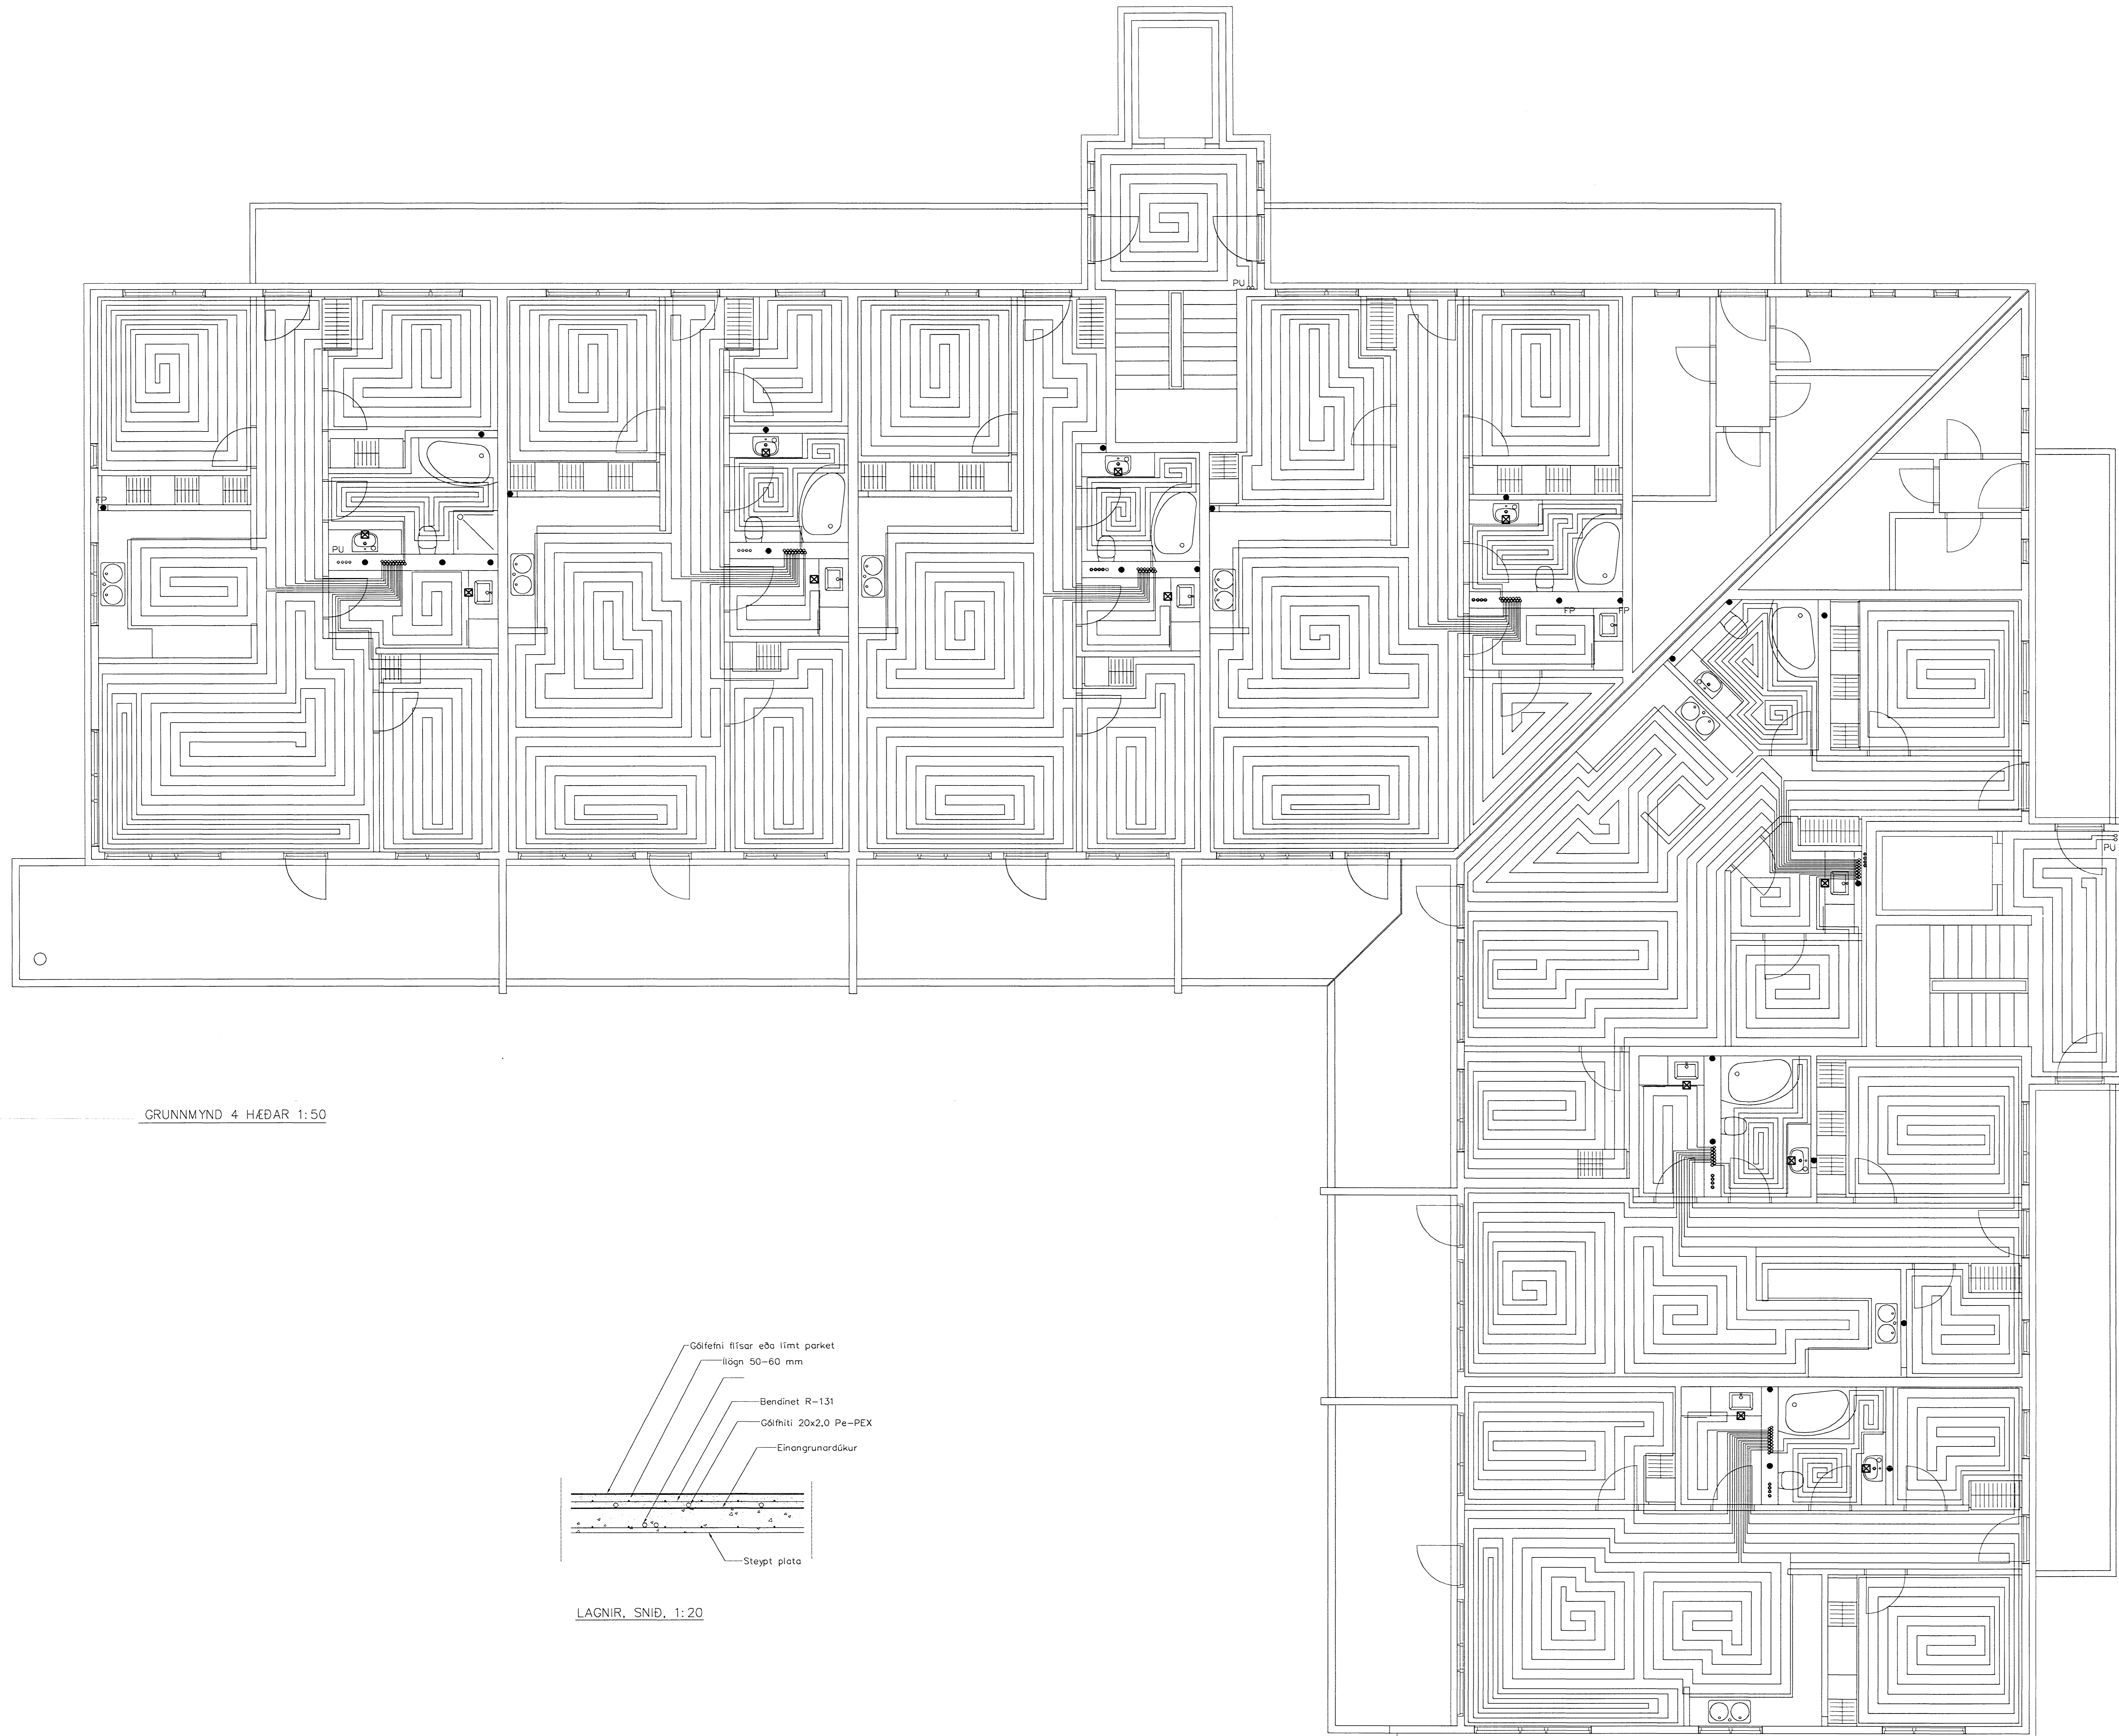 PU
FP
PU
FP
FP
PU
GRUNNMYND 4 HÆÐAR 1:50
Gólfefni flísar eða límt parket
Ílögn 50-60 mm
Bendinet R-131
Gólfhiti 20x2,0 Pe-PEX
Einangrunardúkur
Steypt plata
LAGNIR, SNIÐ, 1:20